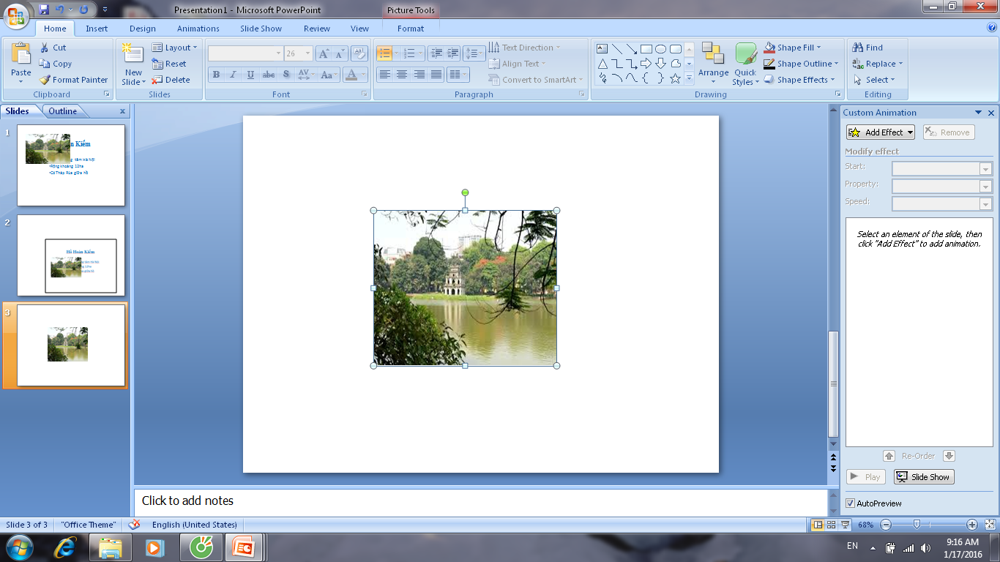 Presentation1 - Microsoft PowerPoint
Picture Tools
Home Insert Design Animations Slide Show Review View Format
Paste
Cut
Copy
Format Painter
Clipboard
New Slide
Layout
Reset
Delete
Slides
26
B I U abc S AV Aa A
Font
Text Direction
Align Text
Convert to SmartArt
Paragraph
Arrange
Quick Styles
Shape Fill
Shape Outline
Shape Effects
Drawing
Find
Replace
Select
Editing
Slides Outline x
1
n Kiếm
g tâm Hà Nội
•Rộng khoảng 12ha
•Có Tháp Rùa giữa hồ
2
Hồ Hoàn Kiếm
3
Click to add notes
Custom Animation
Add Effect
Remove
Modify effect
Start:
Property:
Speed:
Select an element of the slide, then
click "Add Effect" to add animation.
Re-Order
Play
Slide Show
AutoPreview
Slide 3 of 3
"Office Theme"
English (United States)
68%
EN
9:16 AM
1/17/2016